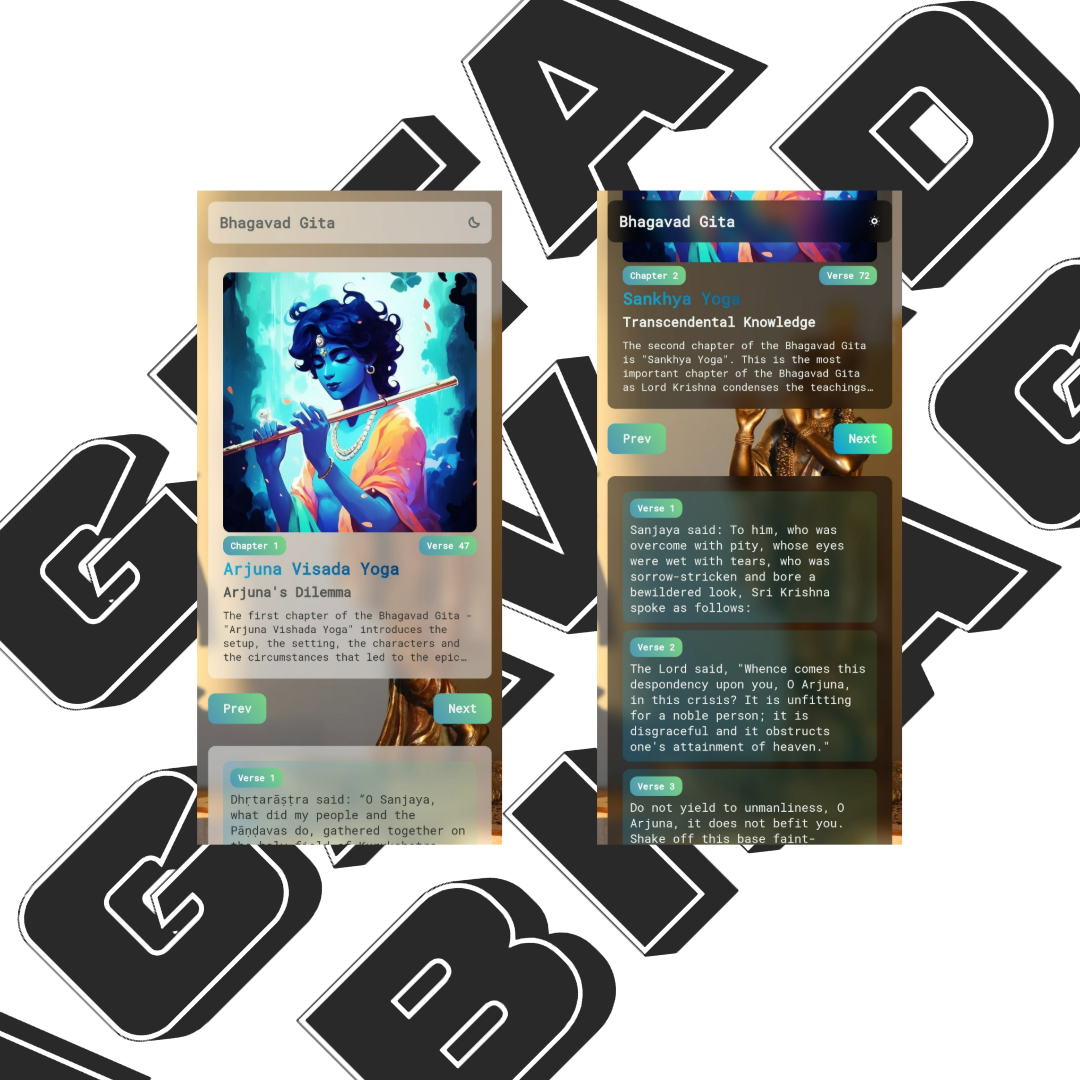 Bhagavad Gita
Chapter 1
Verse 47
Arjuna Visada Yoga
Arjuna's Dilemma
The first chapter of the Bhagavad Gita -
"Arjuna Vishada Yoga" introduces the
setup, the setting, the characters and
the circumstances that led to the epic…
Prev
Next
Verse 1
Dhṛtarāṣṭra said: “O Sanjaya,
what did my people and the
Pāṇḍavas do, gathered together on
Bhagavad Gita
Chapter 2
Verse 72
Sankhya Yoga
Transcendental Knowledge
The second chapter of the Bhagavad Gita
is "Sankhya Yoga". This is the most
important chapter of the Bhagavad Gita
as Lord Krishna condenses the teachings…
Prev
Next
Verse 1
Sanjaya said: To him, who was
overcome with pity, whose eyes
were wet with tears, who was
sorrow-stricken and bore a
bewildered look, Sri Krishna
spoke as follows:
Verse 2
The Lord said, "Whence comes this
despondency upon you, O Arjuna,
in this crisis? It is unfitting
for a noble person; it is
disgraceful and it obstructs
one's attainment of heaven."
Verse 3
Do not yield to unmanliness, O
Arjuna, it does not befit you.
Shake off this base faint-